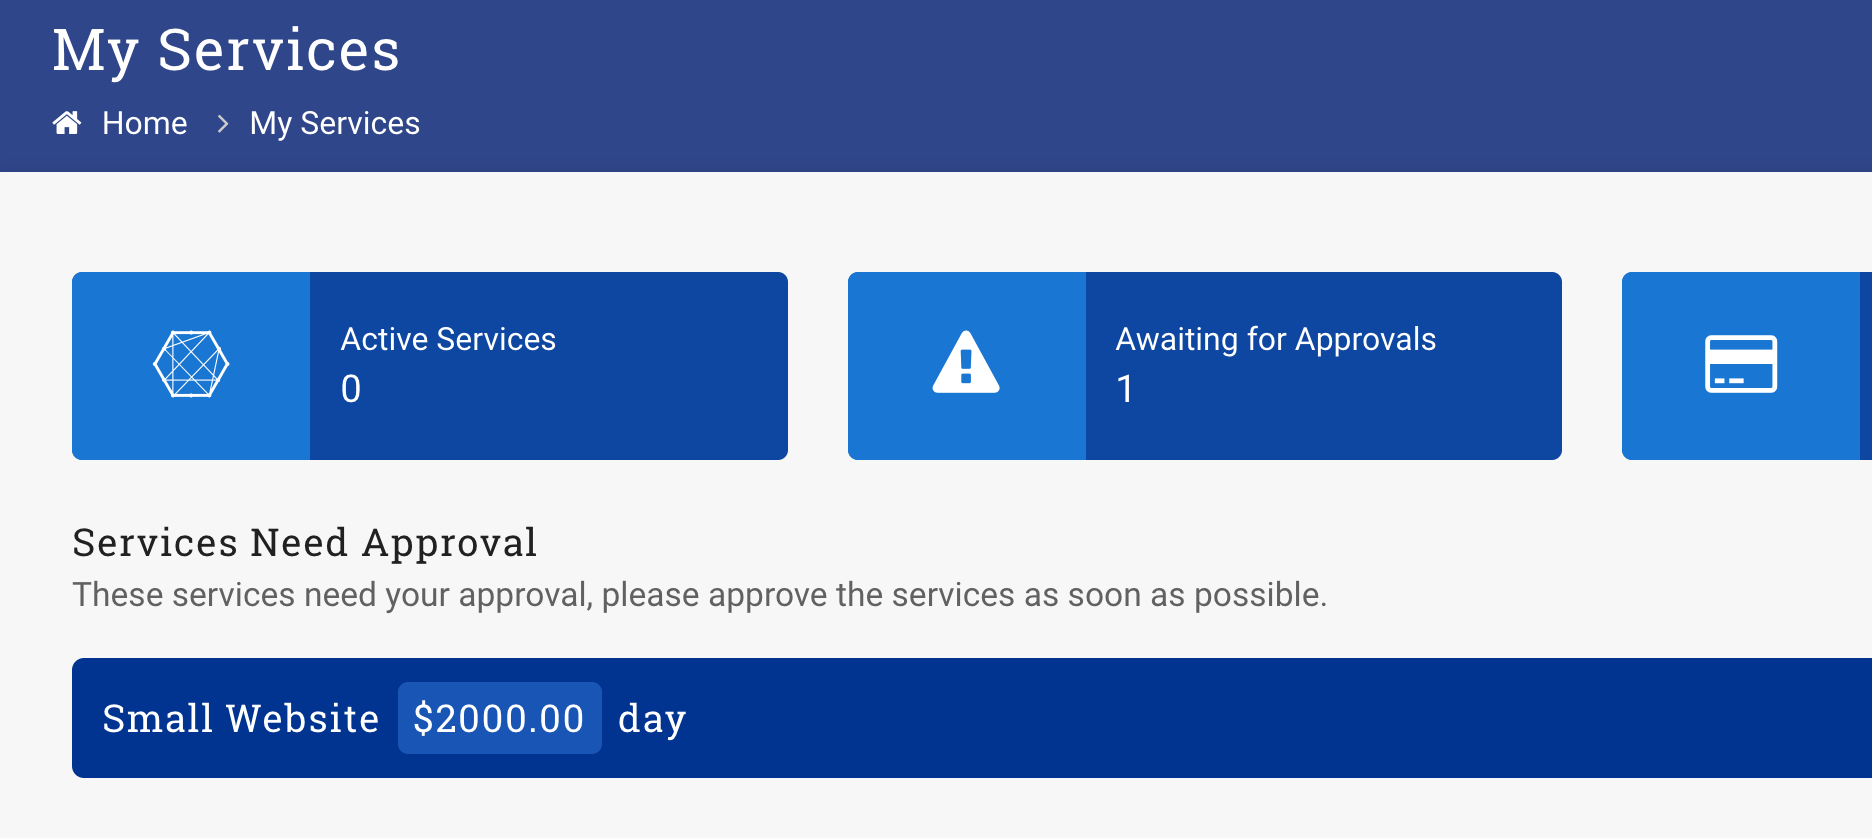 My Services
Home > My Services
Active Services
0
Awaiting for Approvals
1
Services Need Approval
These services need your approval, please approve the services as soon as possible.
Small Website $2000.00 day